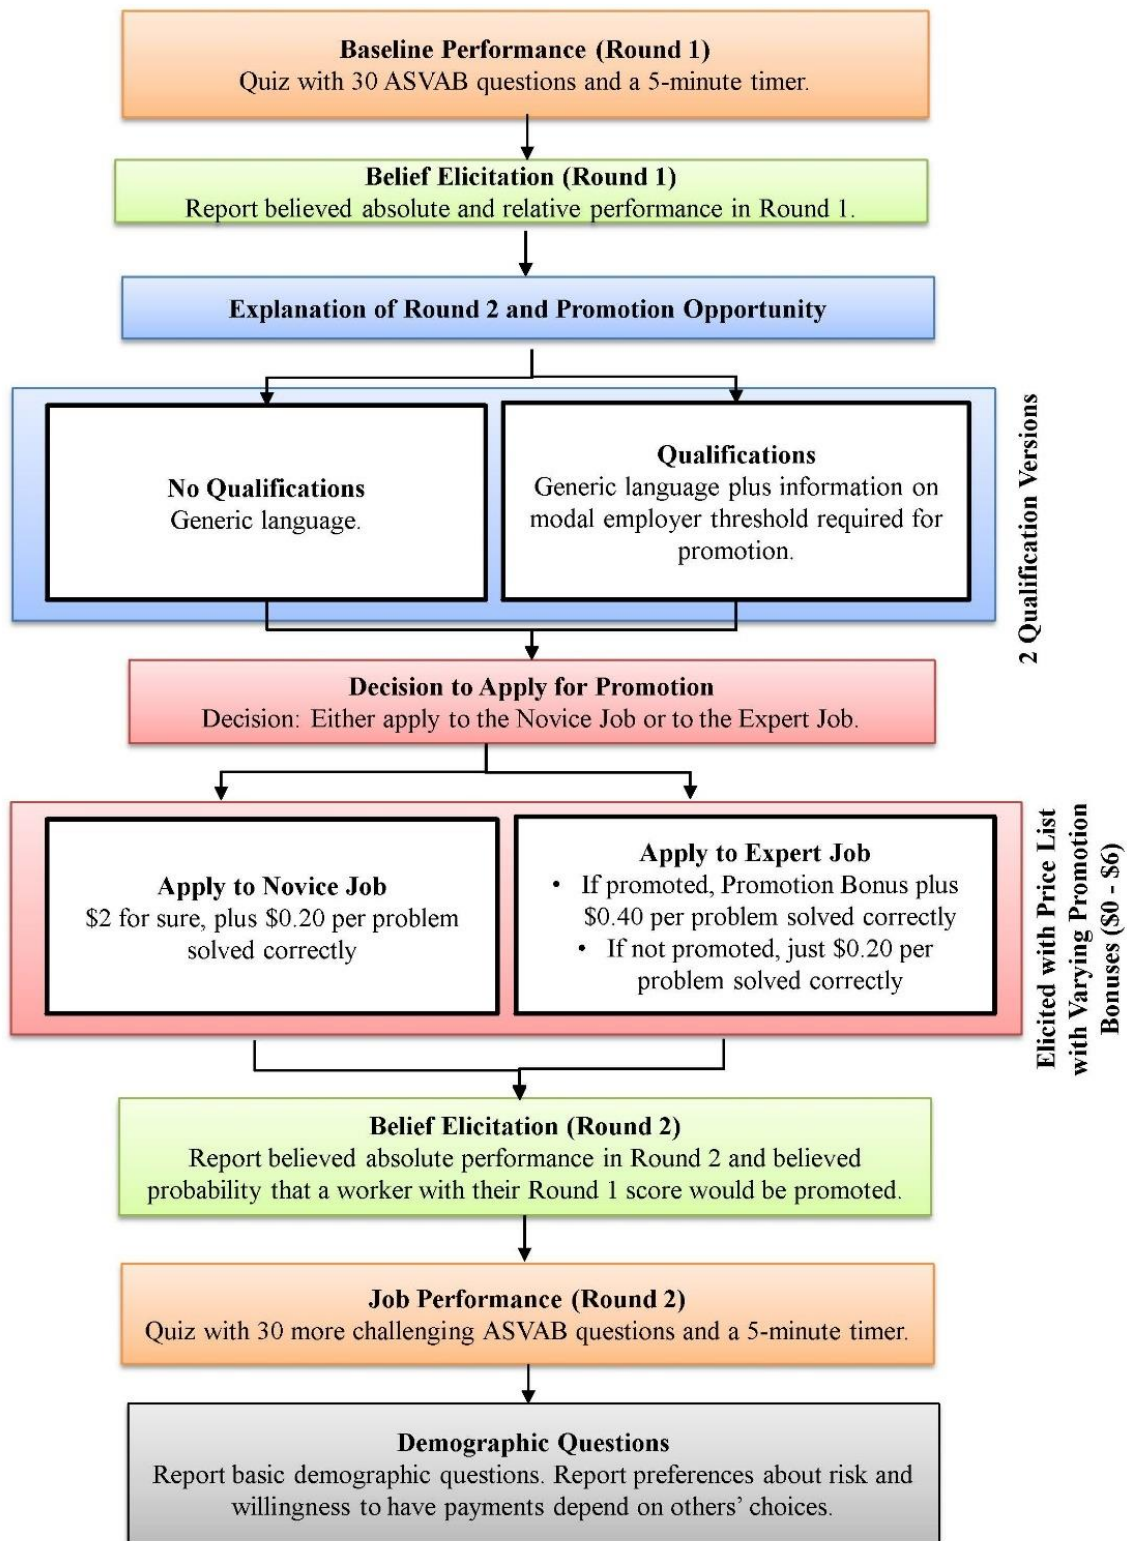 Baseline Performance (Round 1)
Quiz with 30 ASVAB questions and a 5-minute timer.
Belief Elicitation (Round 1)
Report believed absolute and relative performance in Round 1.
Explanation of Round 2 and Promotion Opportunity
No Qualifications
Generic language.
Qualifications
Generic language plus information on
modal employer threshold required for
promotion.
2 Qualification Versions
Decision to Apply for Promotion
Decision: Either apply to the Novice Job or to the Expert Job.
Apply to Novice Job
$2 for sure, plus $0.20 per problem
solved correctly
Apply to Expert Job
• If promoted, Promotion Bonus plus
$0.40 per problem solved correctly
• If not promoted, just $0.20 per
problem solved correctly
Elicited with Price List
with Varying Promotion
Bonuses ($0 - $6)
Belief Elicitation (Round 2)
Report believed absolute performance in Round 2 and believed
probability that a worker with their Round 1 score would be promoted.
Job Performance (Round 2)
Quiz with 30 more challenging ASVAB questions and a 5-minute timer.
Demographic Questions
Report basic demographic questions. Report preferences about risk and
willingness to have payments depend on others’ choices.